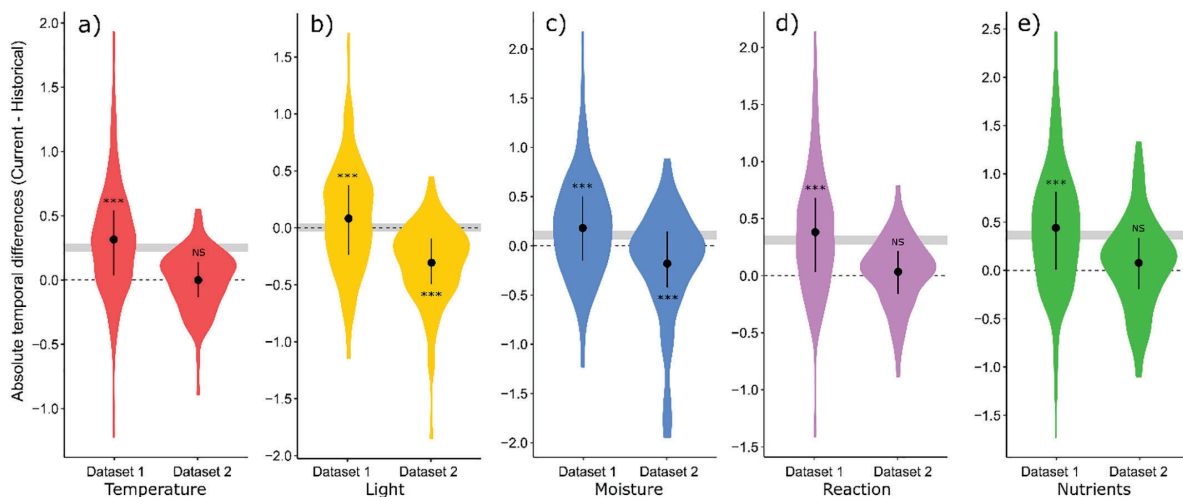 Absolute temporal differences (Current - Historical)
a)
2.0
1.5
1.0
0.5
0.0
−0.5
−1.0
***
NS
Dataset 1 Dataset 2
Temperature
b)
1.5
1.0
0.5
0.0
−0.5
−1.0
−1.5
−2.0
***
***
Dataset 1 Dataset 2
Light
c)
2.0
1.5
1.0
0.5
0.0
−0.5
−1.0
−1.5
−2.0
***
***
Dataset 1 Dataset 2
Moisture
d)
2.0
1.5
1.0
0.5
0.0
−0.5
−1.0
−1.5
***
NS
Dataset 1 Dataset 2
Reaction
e)
2.5
2.0
1.5
1.0
0.5
0.0
−0.5
−1.0
−1.5
***
NS
Dataset 1 Dataset 2
Nutrients